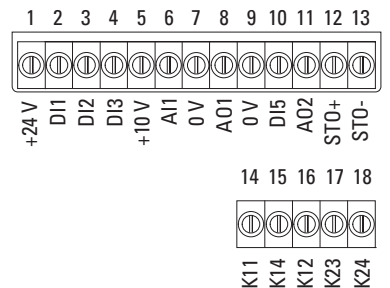 1 2 3 4 5 6 7 8 9 10 11 12 13
+24 V DI1 DI2 DI3 +10 V AI1 0 V AO1 0 V DI5 AO2 STO+ STO-
14 15 16 17 18
K11 K14 K12 K23 K24